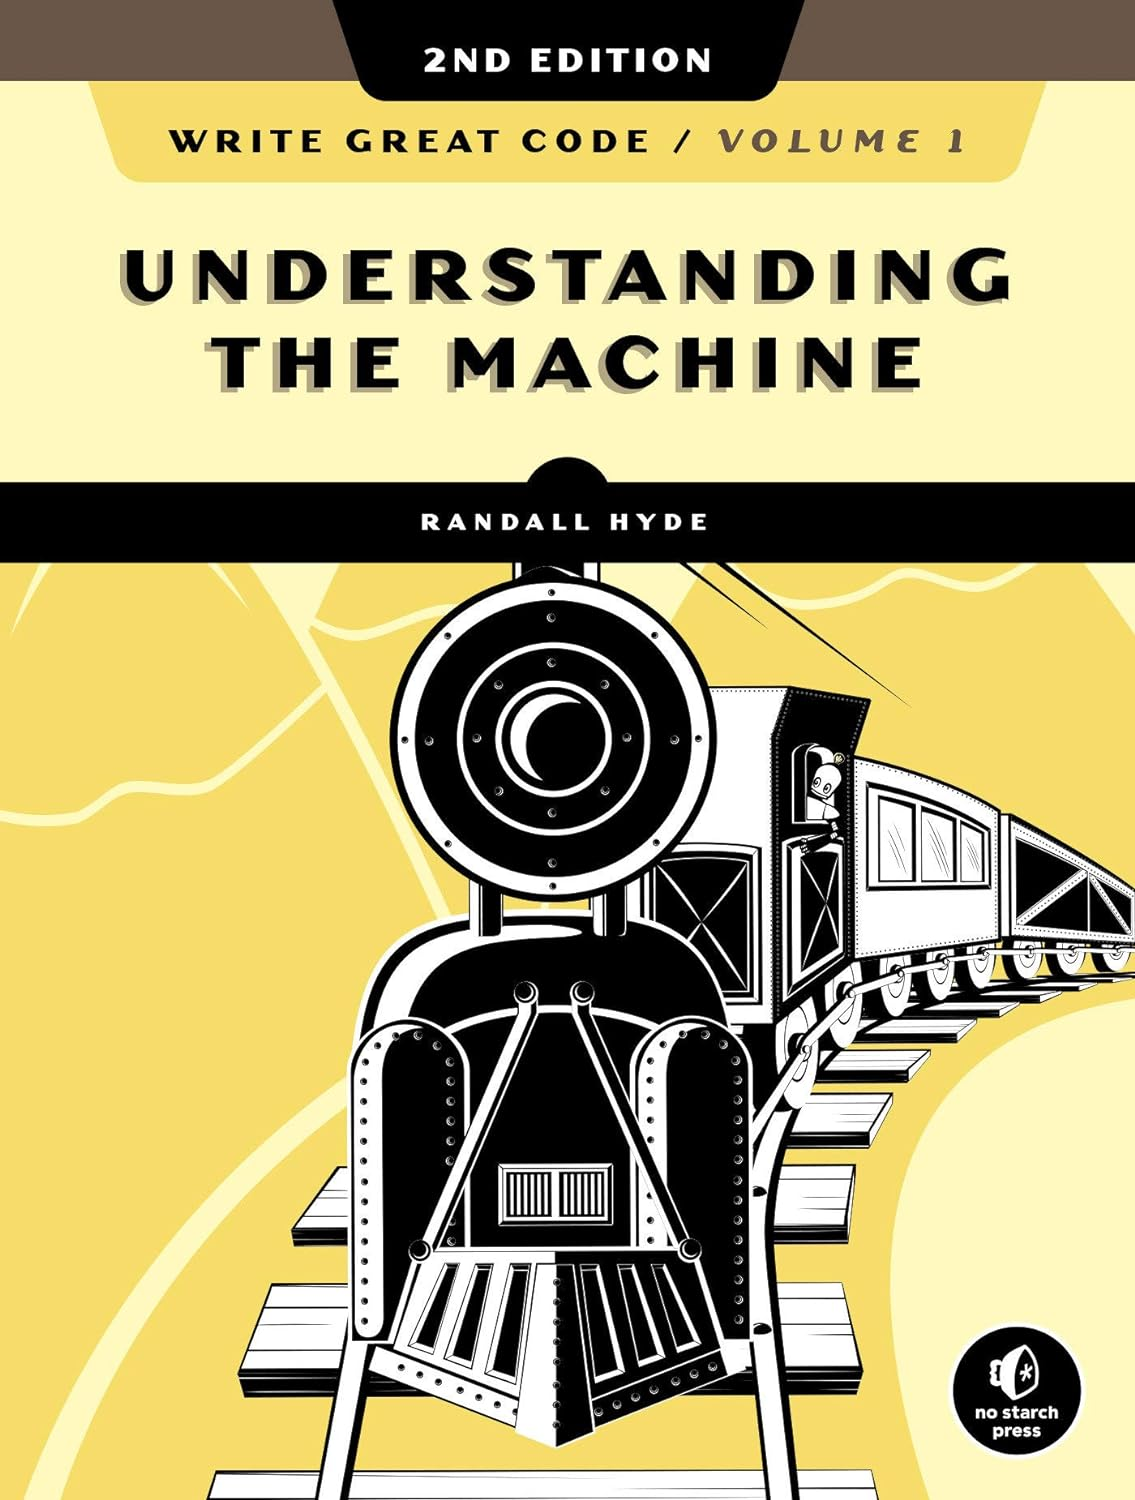 2ND EDITION
WRITE GREAT CODE / VOLUME 1
UNDERSTANDING
THE MACHINE
RANDALL HYDE
no starch
press